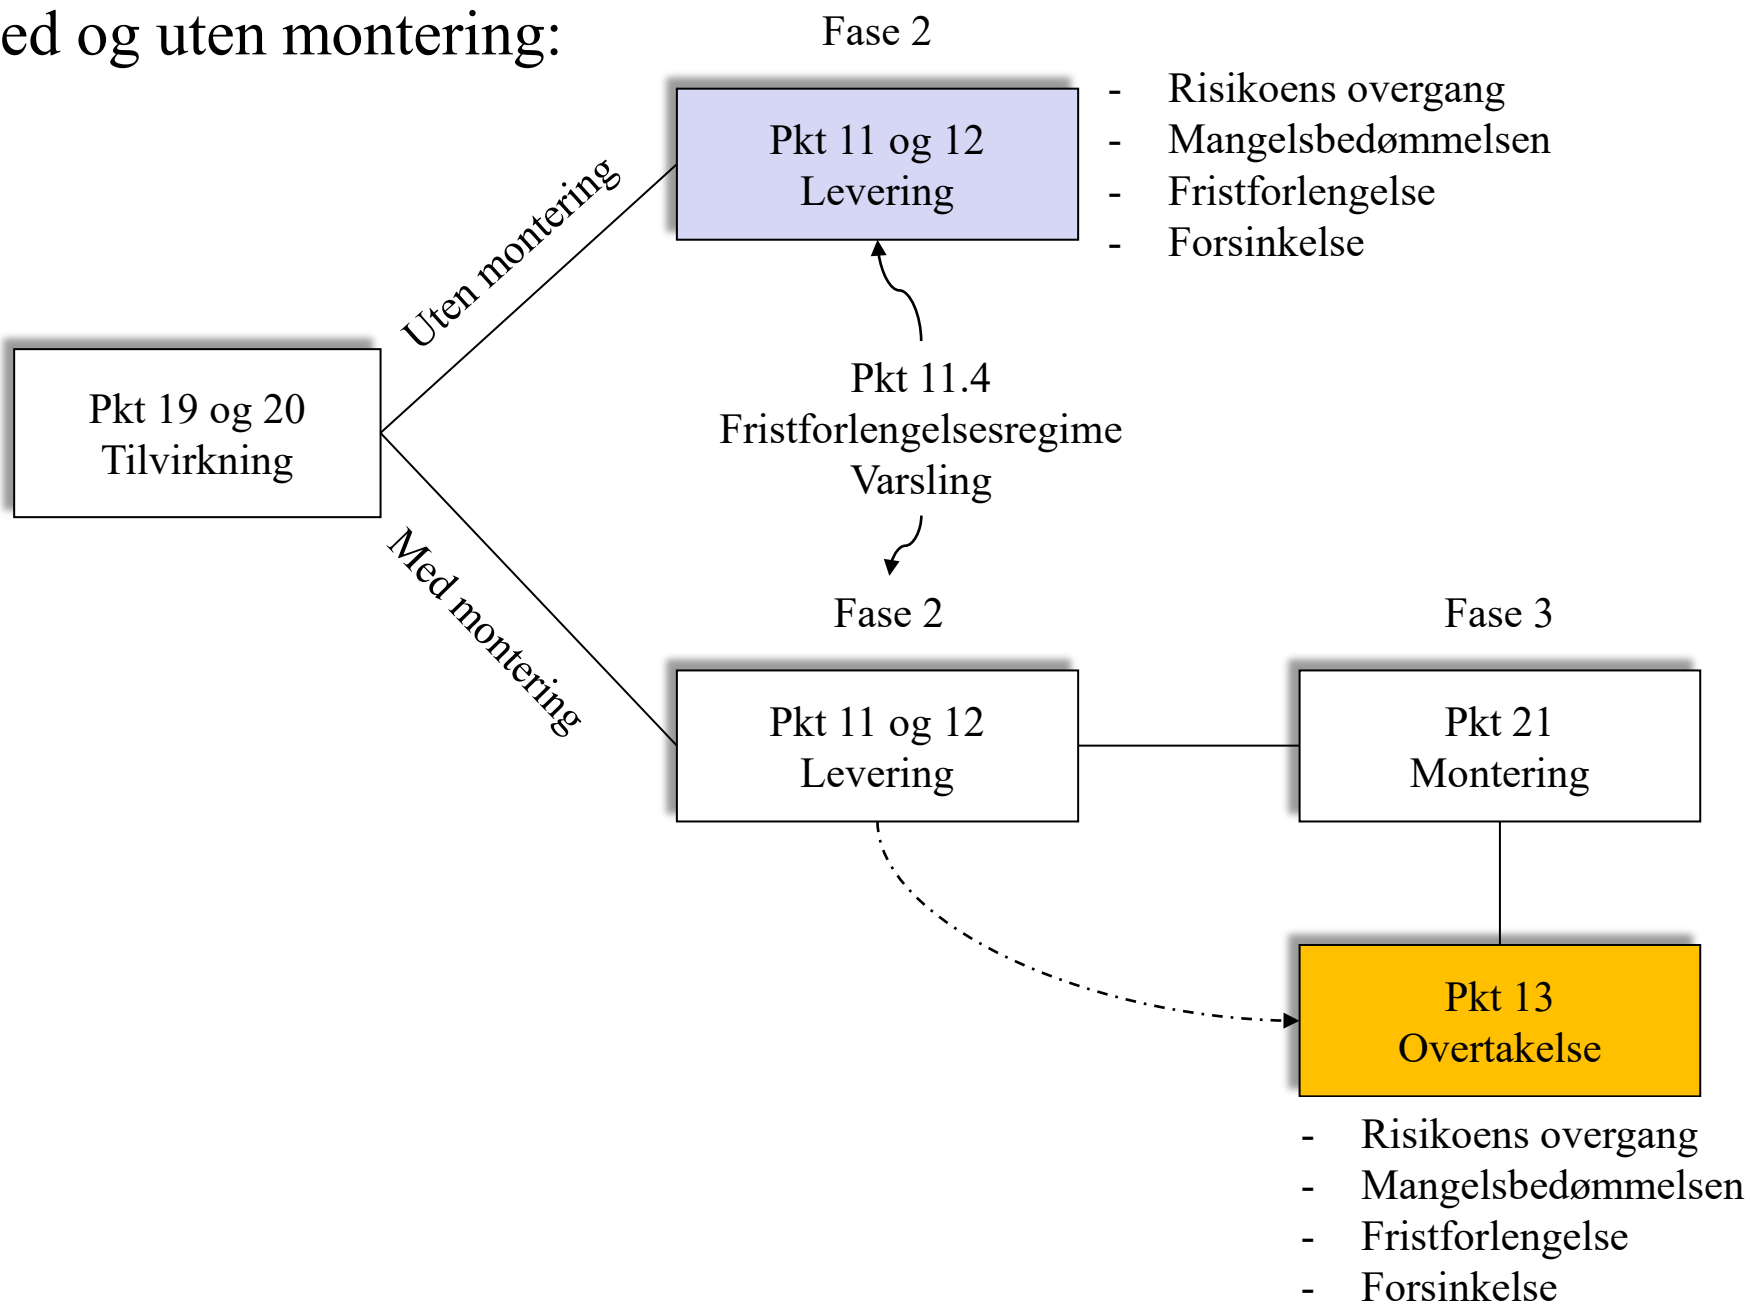 ed og uten montering:
Fase 2
Pkt 11 og 12
Levering
- Risikoens overgang
- Mangelsbedømmelsen
- Fristforlengelse
- Forsinkelse
Uten montering
Pkt 19 og 20
Tilvirkning
Pkt 11.4
Fristforlengelsesregime
Varsling
Med montering
Fase 2
Pkt 11 og 12
Levering
Fase 3
Pkt 21
Montering
Pkt 13
Overtakelse
- Risikoens overgang
- Mangelsbedømmelsen
- Fristforlengelse
- Forsinkelse